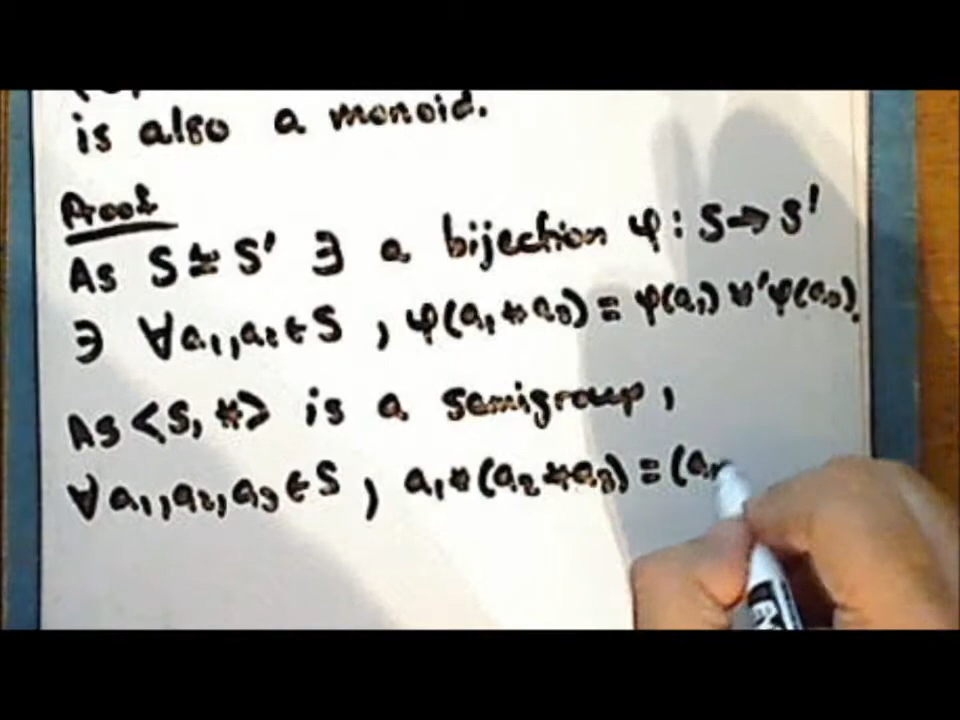 is also a monoid.
Proof
As S ≃ S' ∃ a bijection φ: S → S'
∋ ∀a₁,a₂ ∈ S , φ(a₁ * a₂) = φ(a₁) *' φ(a₂).
As <S, *> is a semigroup,
∀a₁,a₂,a₃ ∈ S , a₁*(a₂*a₃) = (a₁